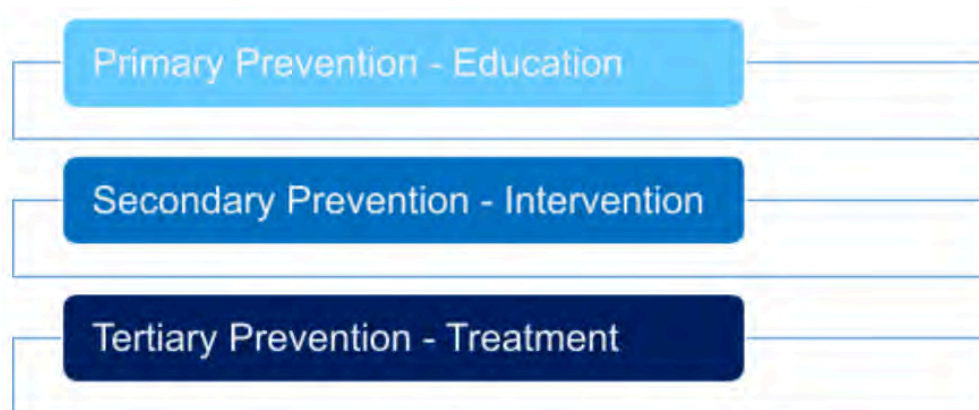 Primary Prevention - Education
Secondary Prevention - Intervention
Tertiary Prevention - Treatment